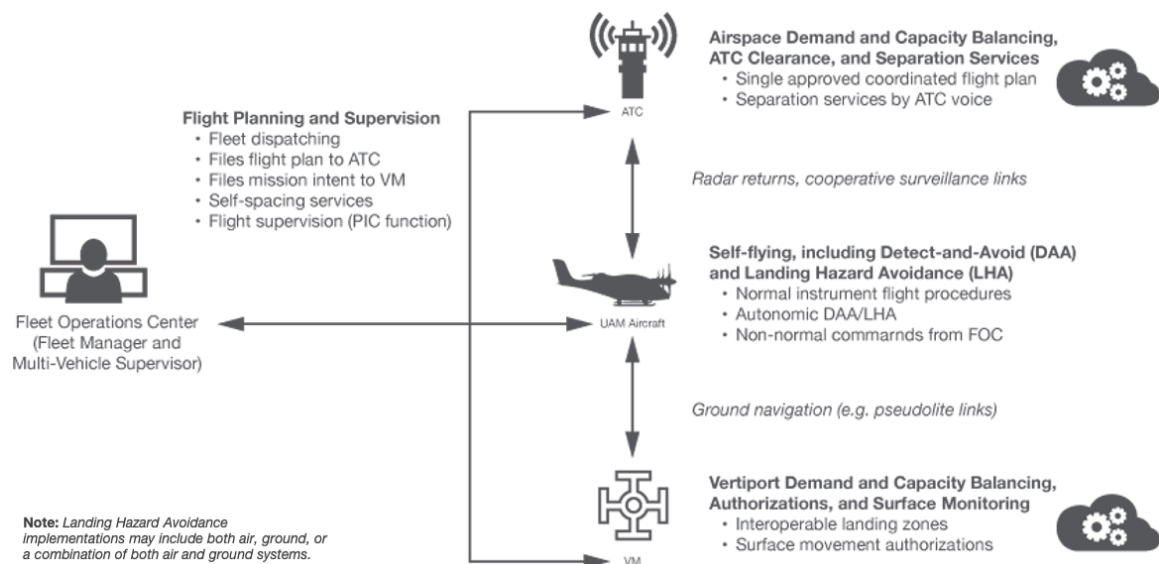 Airspace Demand and Capacity Balancing,
ATC Clearance, and Separation Services
• Single approved coordinated flight plan
• Separation services by ATC voice
ATC
Flight Planning and Supervision
• Fleet dispatching
• Files flight plan to ATC
• Files mission intent to VM
• Self-spacing services
• Flight supervision (PIC function)
Radar returns, cooperative surveillance links
Self-flying, including Detect-and-Avoid (DAA)
and Landing Hazard Avoidance (LHA)
• Normal instrument flight procedures
• Autonomic DAA/LHA
• Non-normal commarnds from FOC
UAM Aircraft
Fleet Operations Center
(Fleet Manager and
Multi-Vehicle Supervisor)
Ground navigation (e.g. pseudolite links)
Vertiport Demand and Capacity Balancing,
Authorizations, and Surface Monitoring
• Interoperable landing zones
• Surface movement authorizations
VM
Note: Landing Hazard Avoidance
implementations may include both air, ground, or
a combination of both air and ground systems.